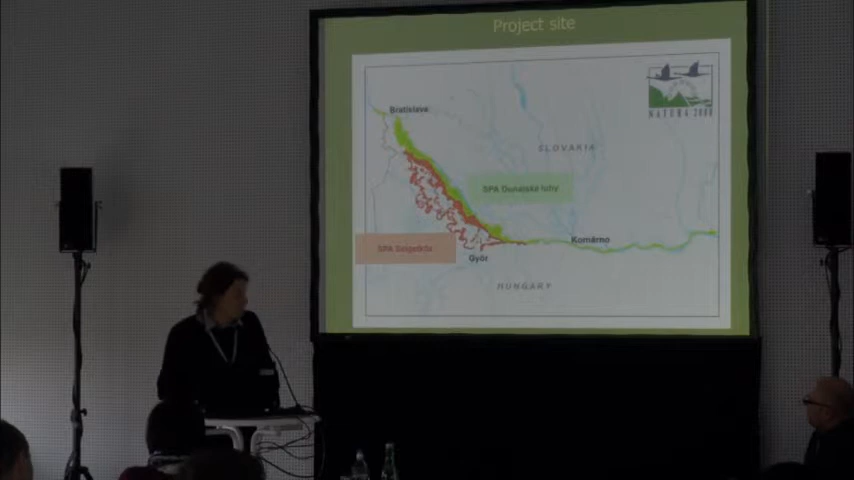 Project site
NATURA 2000
Bratislava
SLOVAKIA
SPA Dunajské luhy
SPA Szigetköz
Komárno
Győr
HUNGARY